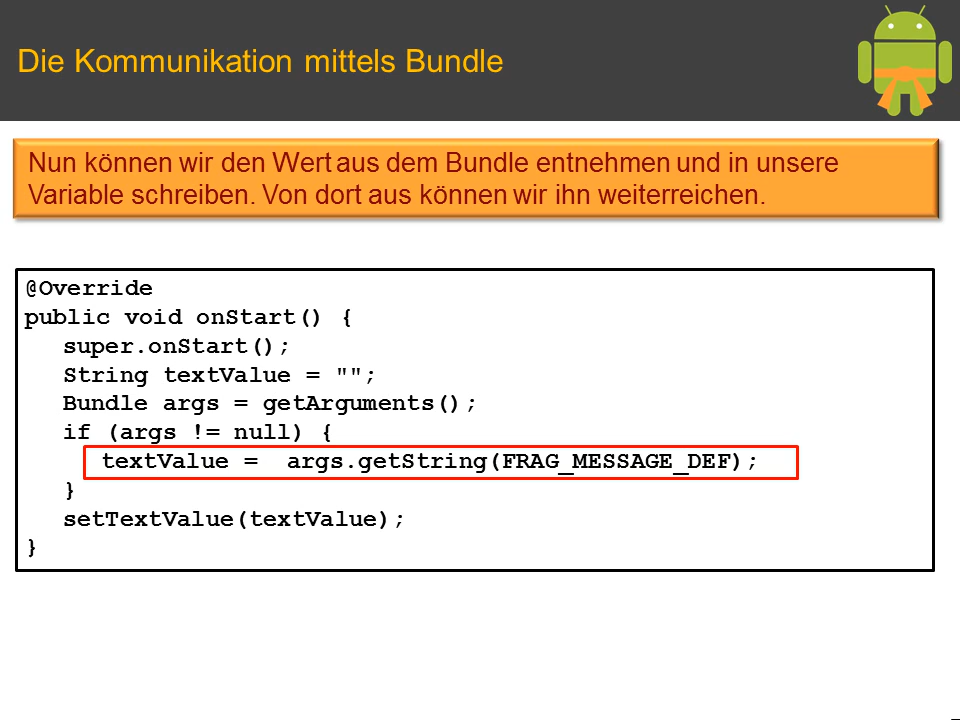 Die Kommunikation mittels Bundle
Nun können wir den Wert aus dem Bundle entnehmen und in unsere
Variable schreiben. Von dort aus können wir ihn weiterreichen.
@Override
public void onStart() {
super.onStart();
String textValue = "";
Bundle args = getArguments();
if (args != null) {
textValue =  args.getString(FRAG_MESSAGE_DEF);
}
setTextValue(textValue);
}